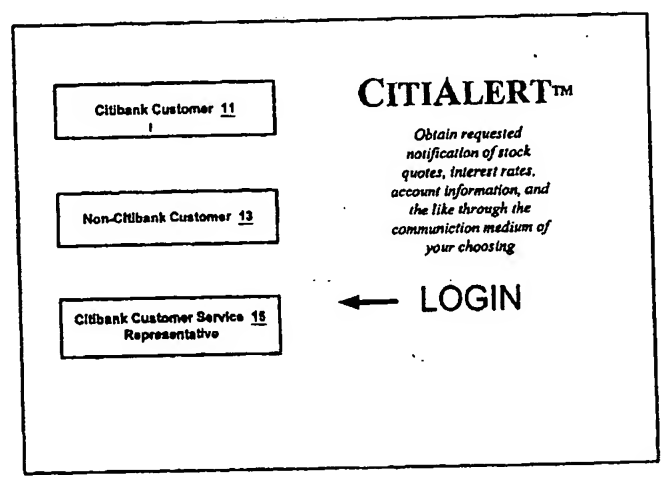 Citibank Customer 11
Non-Citibank Customer 13
Citibank Customer Service 15
Representative
CITIALERT™
Obtain requested
notification of stock
quotes, interest rates,
account information, and
the like through the
communiction medium of
your choosing
LOGIN